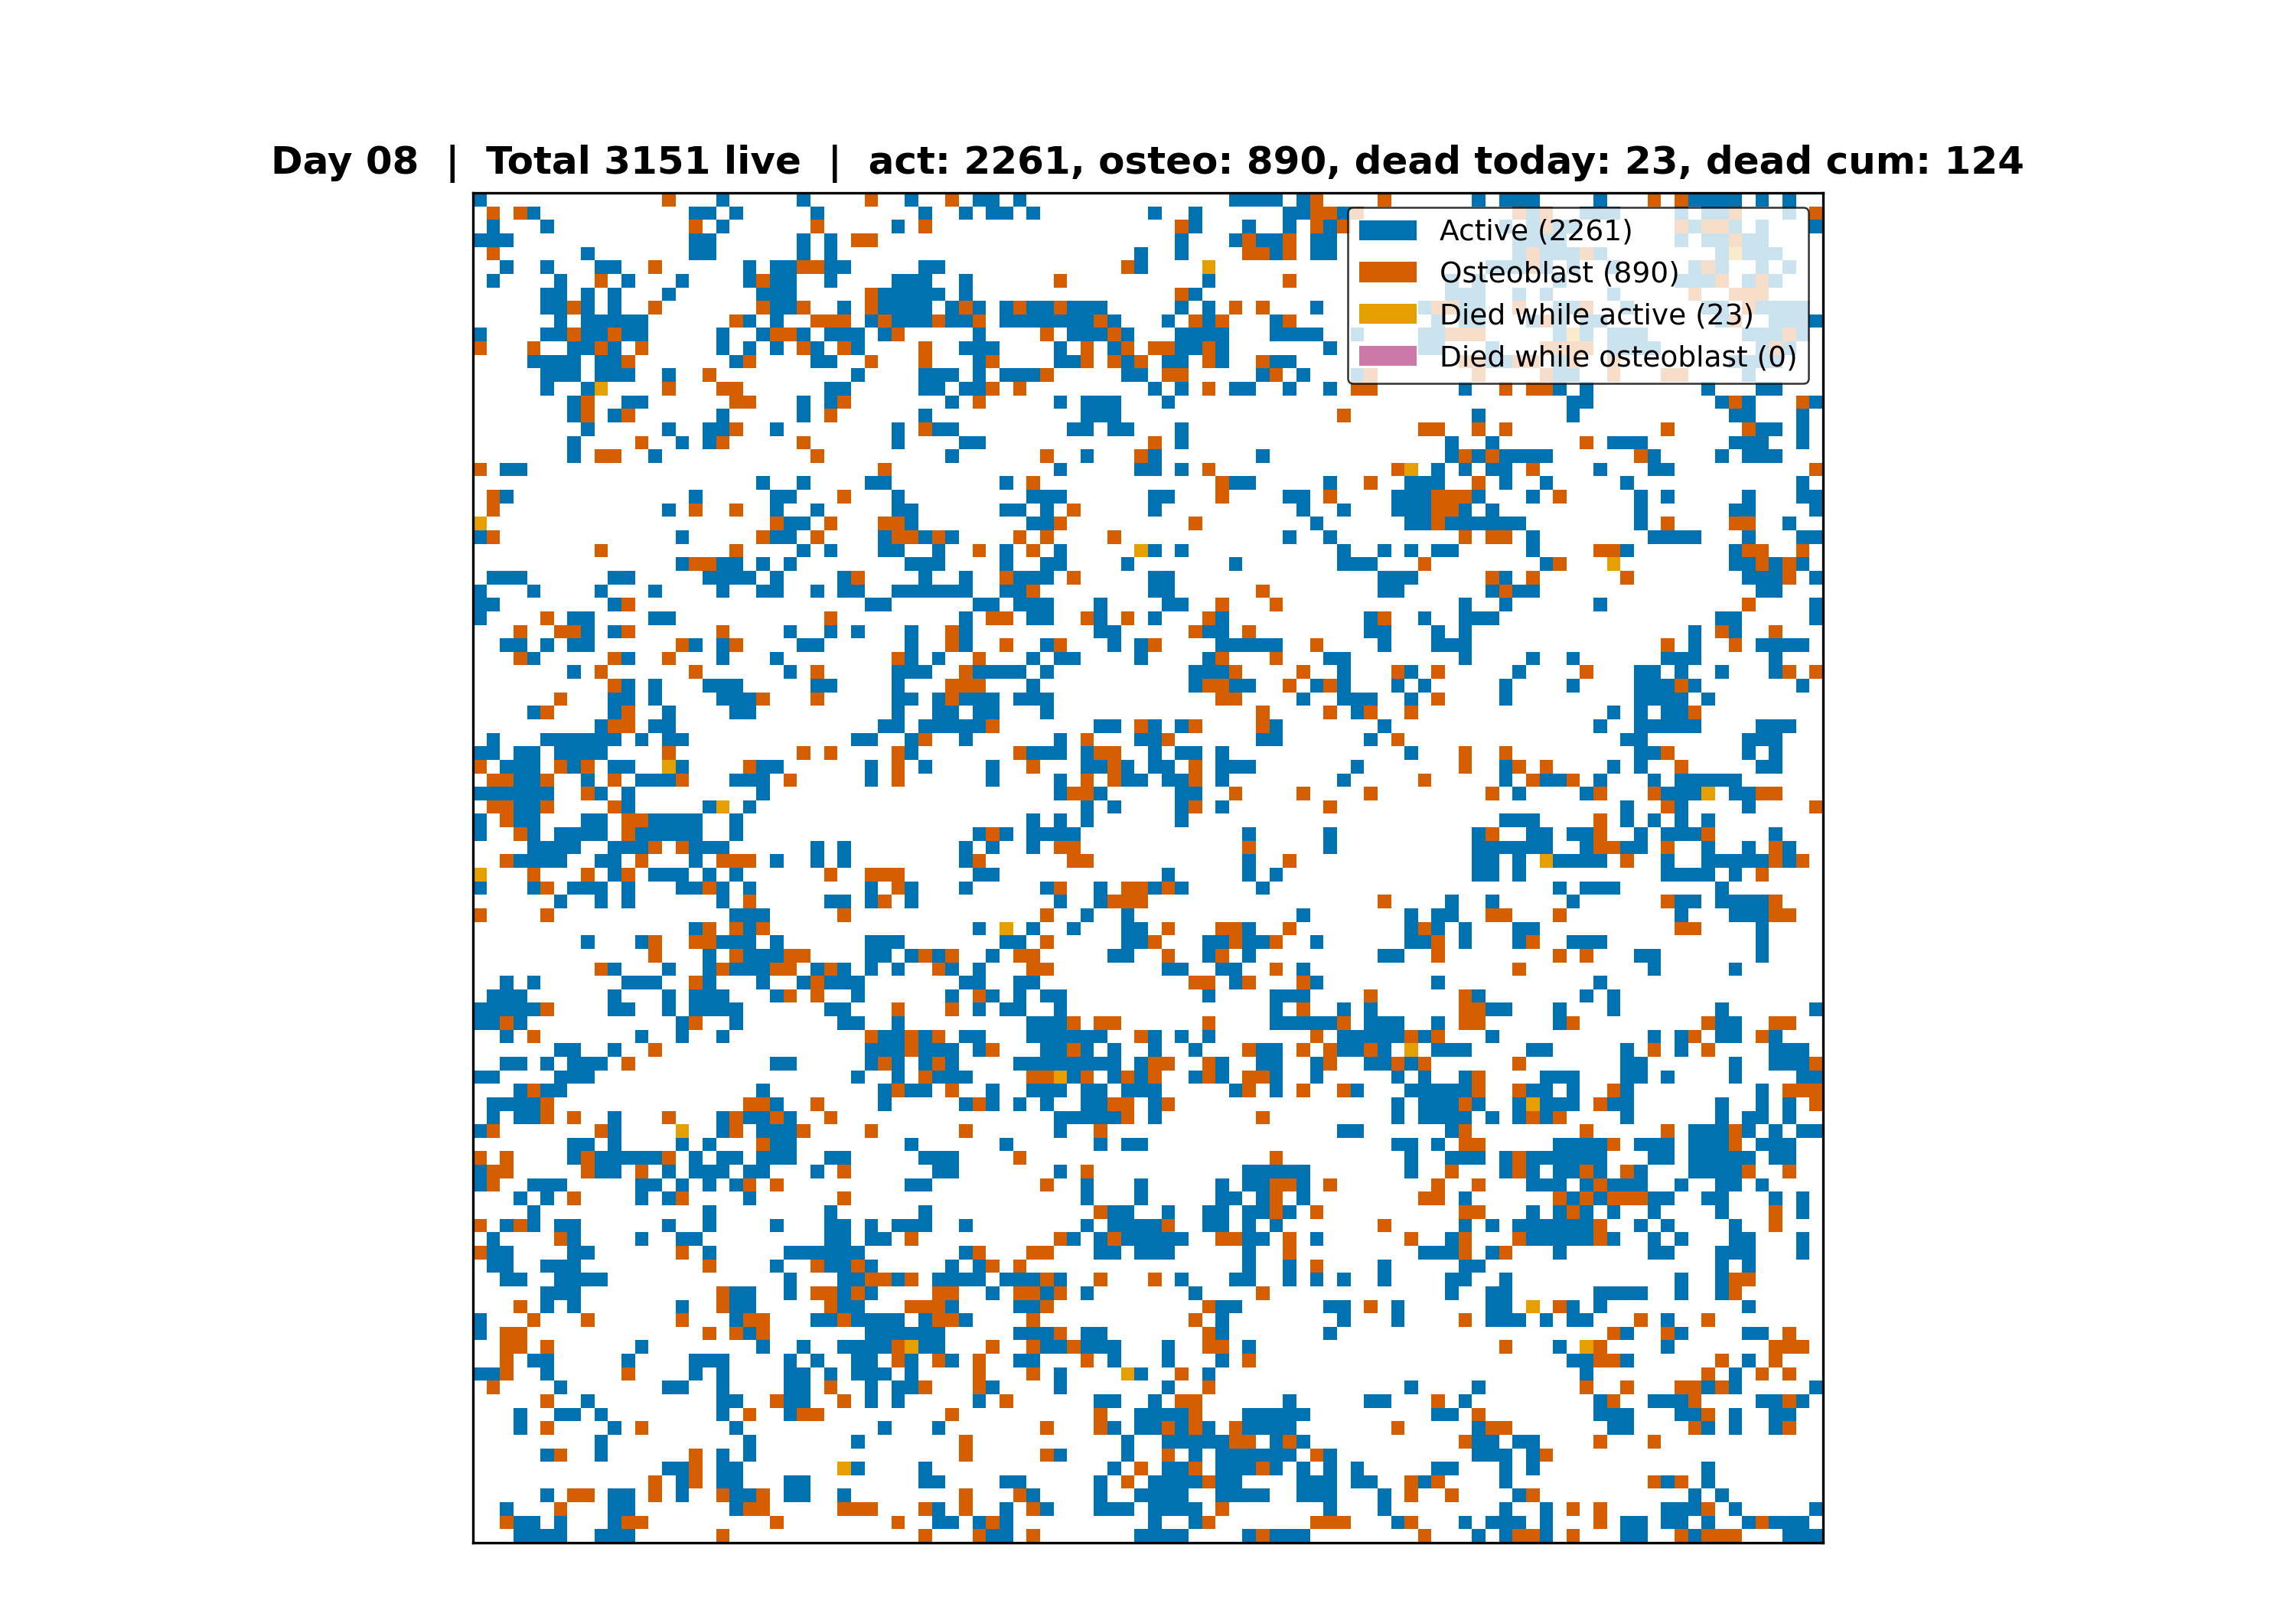 Day 08 | Total 3151 live | act: 2261, osteo: 890, dead today: 23, dead cum: 124
Active (2261)
Osteoblast (890)
Died while active (23)
Died while osteoblast (0)